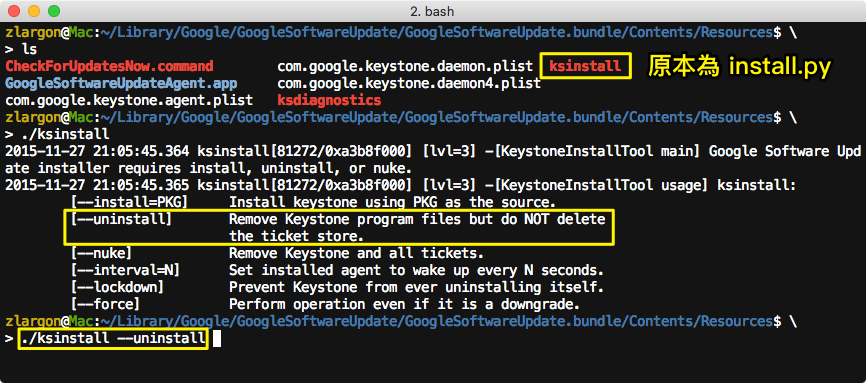 2. bash
zlargon@Mac:~/Library/Google/GoogleSoftwareUpdate/GoogleSoftwareUpdate.bundle/Contents/Resources$ \
> ls
CheckForUpdatesNow.command com.google.keystone.daemon.plist ksinstall 原本為 install.py
GoogleSoftwareUpdateAgent.app com.google.keystone.daemon4.plist
com.google.keystone.agent.plist ksdiagnostics
zlargon@Mac:~/Library/Google/GoogleSoftwareUpdate/GoogleSoftwareUpdate.bundle/Contents/Resources$ \
> ./ksinstall
2015-11-27 21:05:45.364 ksinstall[81272/0xa3b8f000] [lvl=3] -[KeystoneInstallTool main] Google Software Upd
ate installer requires install, uninstall, or nuke.
2015-11-27 21:05:45.365 ksinstall[81272/0xa3b8f000] [lvl=3] -[KeystoneInstallTool usage] ksinstall:
[--install=PKG] Install keystone using PKG as the source.
[--uninstall] Remove Keystone program files but do NOT delete
the ticket store.
[--nuke] Remove Keystone and all tickets.
[--interval=N] Set installed agent to wake up every N seconds.
[--lockdown] Prevent Keystone from ever uninstalling itself.
[--force] Perform operation even if it is a downgrade.
zlargon@Mac:~/Library/Google/GoogleSoftwareUpdate/GoogleSoftwareUpdate.bundle/Contents/Resources$ \
> ./ksinstall --uninstall